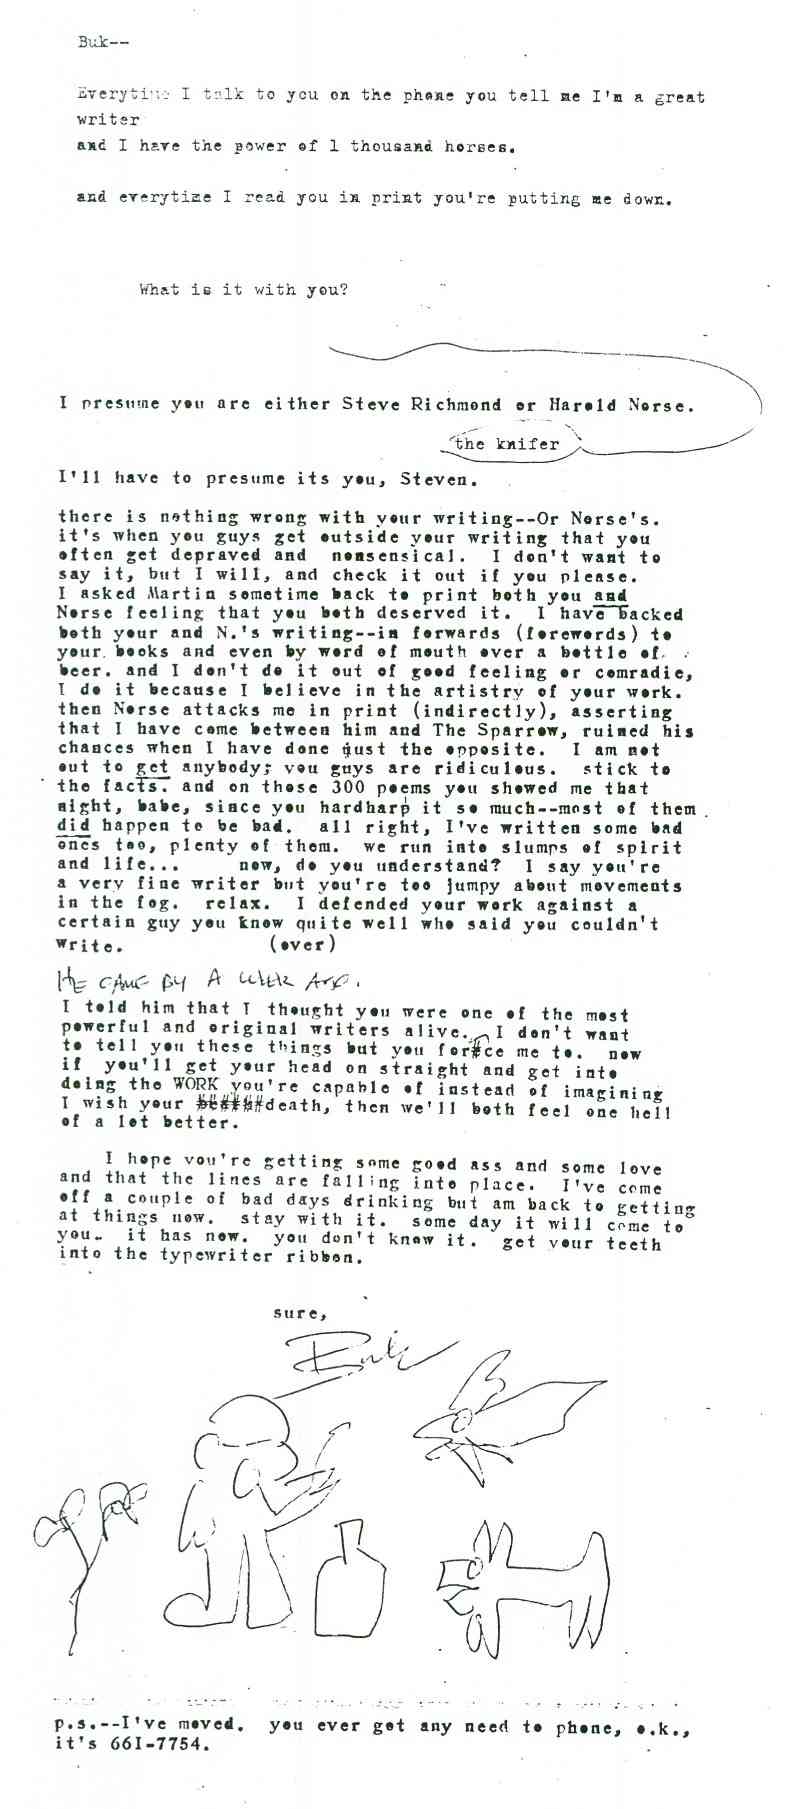 Buk--
Everytime I talk to you on the phone you tell me I'm a great
writer
and I have the power of 1 thousand horses.
and everytime I read you in print you're putting me down.
What is it with you?
I presume you are either Steve Richmond or Harold Norse.
the knifer
I'll have to presume its you, Steven.
there is nothing wrong with your writing--Or Norse's.
it's when you guys get outside your writing that you
often get depraved and nonsensical. I don't want to
say it, but I will, and check it out if you please.
I asked Martin sometime back to print both you and
Norse feeling that you both deserved it. I have backed
both your and N.'s writing--in forwards (forewords) to
your books and even by word of mouth over a bottle of
beer. and I don't do it out of good feeling or comradie,
I do it because I believe in the artistry of your work.
then Norse attacks me in print (indirectly), asserting
that I have come between him and The Sparrow, ruined his
chances when I have done just the opposite. I am not
out to get anybody; you guys are ridiculous. stick to
the facts. and on those 300 poems you showed me that
night, babe, since you hardharp it so much--most of them
did happen to be bad. all right, I've written some bad
ones too, plenty of them. we run into slumps of spirit
and life... now, do you understand? I say you're
a very fine writer but you're too jumpy about movements
in the fog. relax. I defended your work against a
certain guy you know quite well who said you couldn't
write. (over)
HE CAME BY A WEEK AGO.
I told him that I thought you were one of the most
powerful and original writers alive. I don't want
to tell you these things but you for#ce me to. now
if you'll get your head on straight and get into
doing the WORK you're capable of instead of imagining
I wish your death, then we'll both feel one hell
of a lot better.
I hope you're getting some good ass and some love
and that the lines are falling into place. I've come
off a couple of bad days drinking but am back to getting
at things now. stay with it. some day it will come to
you. it has now. you don't know it. get your teeth
into the typewriter ribbon.
sure,
Buk
p.s.--I've moved. you ever get any need to phone, o.k.,
it's 661-7754.